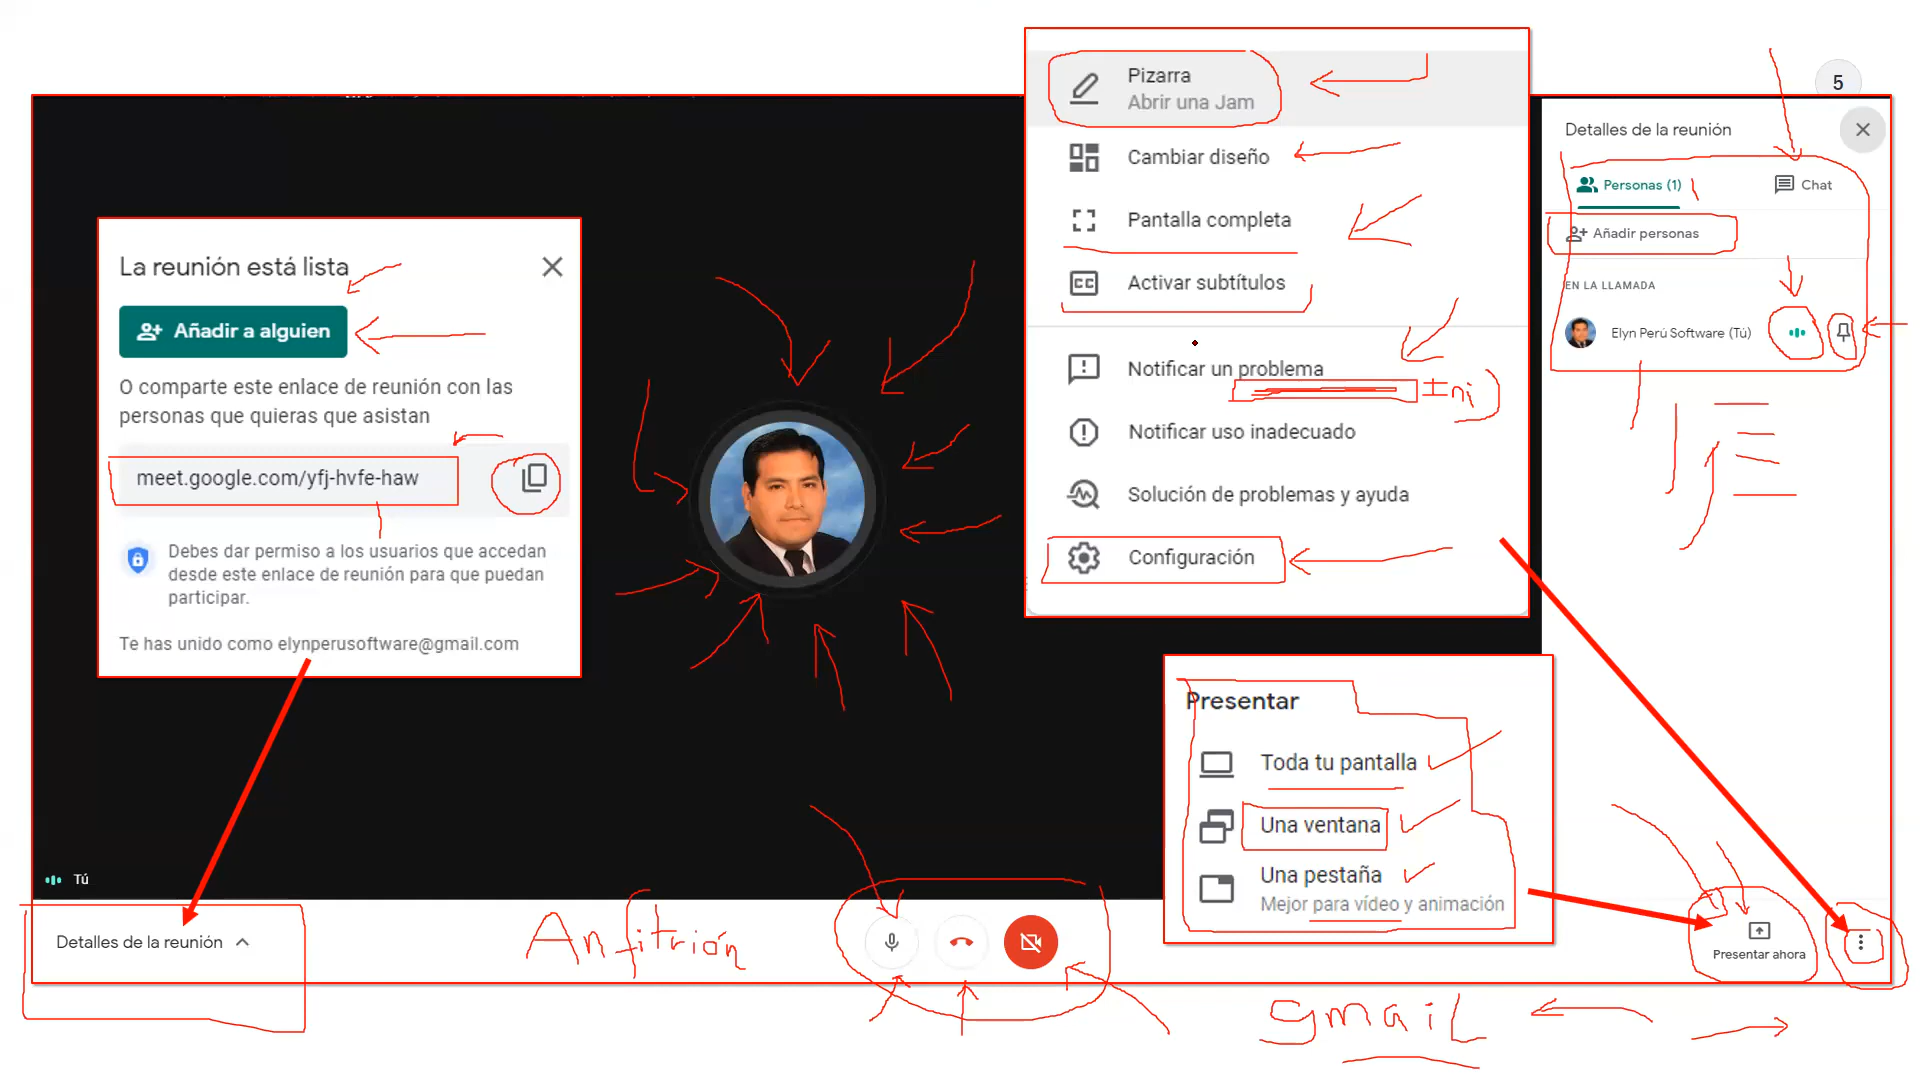 5
La reunión está lista
Añadir a alguien
O comparte este enlace de reunión con las
personas que quieras que asistan
meet.google.com/yfj-hvfe-haw
Debes dar permiso a los usuarios que accedan
desde este enlace de reunión para que puedan
participar.
Te has unido como elynperusoftware@gmail.com
Tú
Detalles de la reunión
Anfitrión
Pizarra
Abrir una Jam
Cambiar diseño
Pantalla completa
Activar subtítulos
Notificar un problema
Ini
Notificar uso inadecuado
Solución de problemas y ayuda
Configuración
Presentar
Toda tu pantalla
Una ventana
Una pestaña
Mejor para vídeo y animación
Detalles de la reunión
Personas (1)
Chat
Añadir personas
EN LA LLAMADA
Elyn Perú Software (Tú)
Presentar ahora
gmail